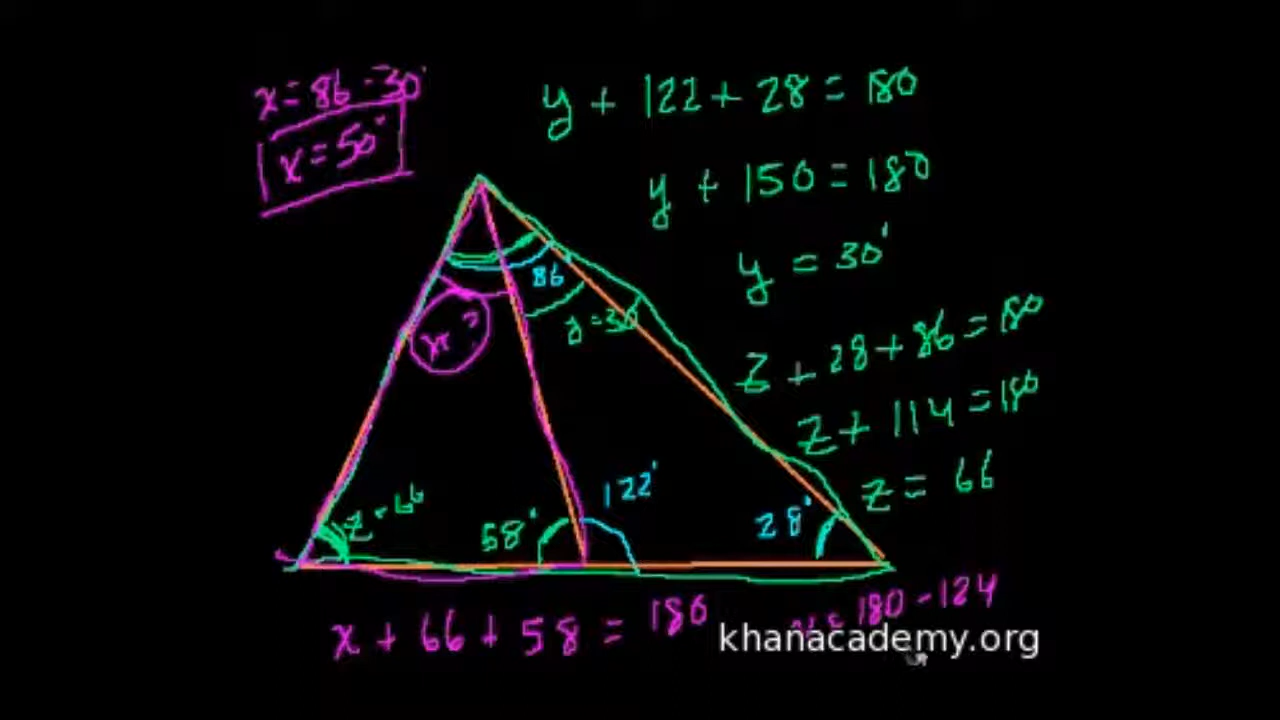 x = 86 - 30°
x = 50°
y + 122 + 28 = 180
y + 150 = 180
y = 30°
86
y = 30
x = ?
z + 28 + 86 = 180
z + 114 = 180
z = 66
z = 66
58°
122°
28°
x + 66 + 58 = 180
180 - 124
khanacademy.org